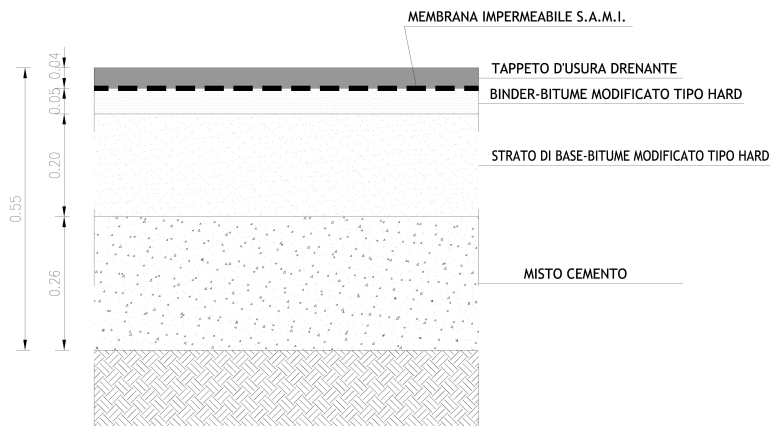 MEMBRANA IMPERMEABILE S.A.M.I.
0.04
TAPPETO D'USURA DRENANTE
0.05
BINDER-BITUME MODIFICATO TIPO HARD
0.20
STRATO DI BASE-BITUME MODIFICATO TIPO HARD
0.55
0.26
MISTO CEMENTO